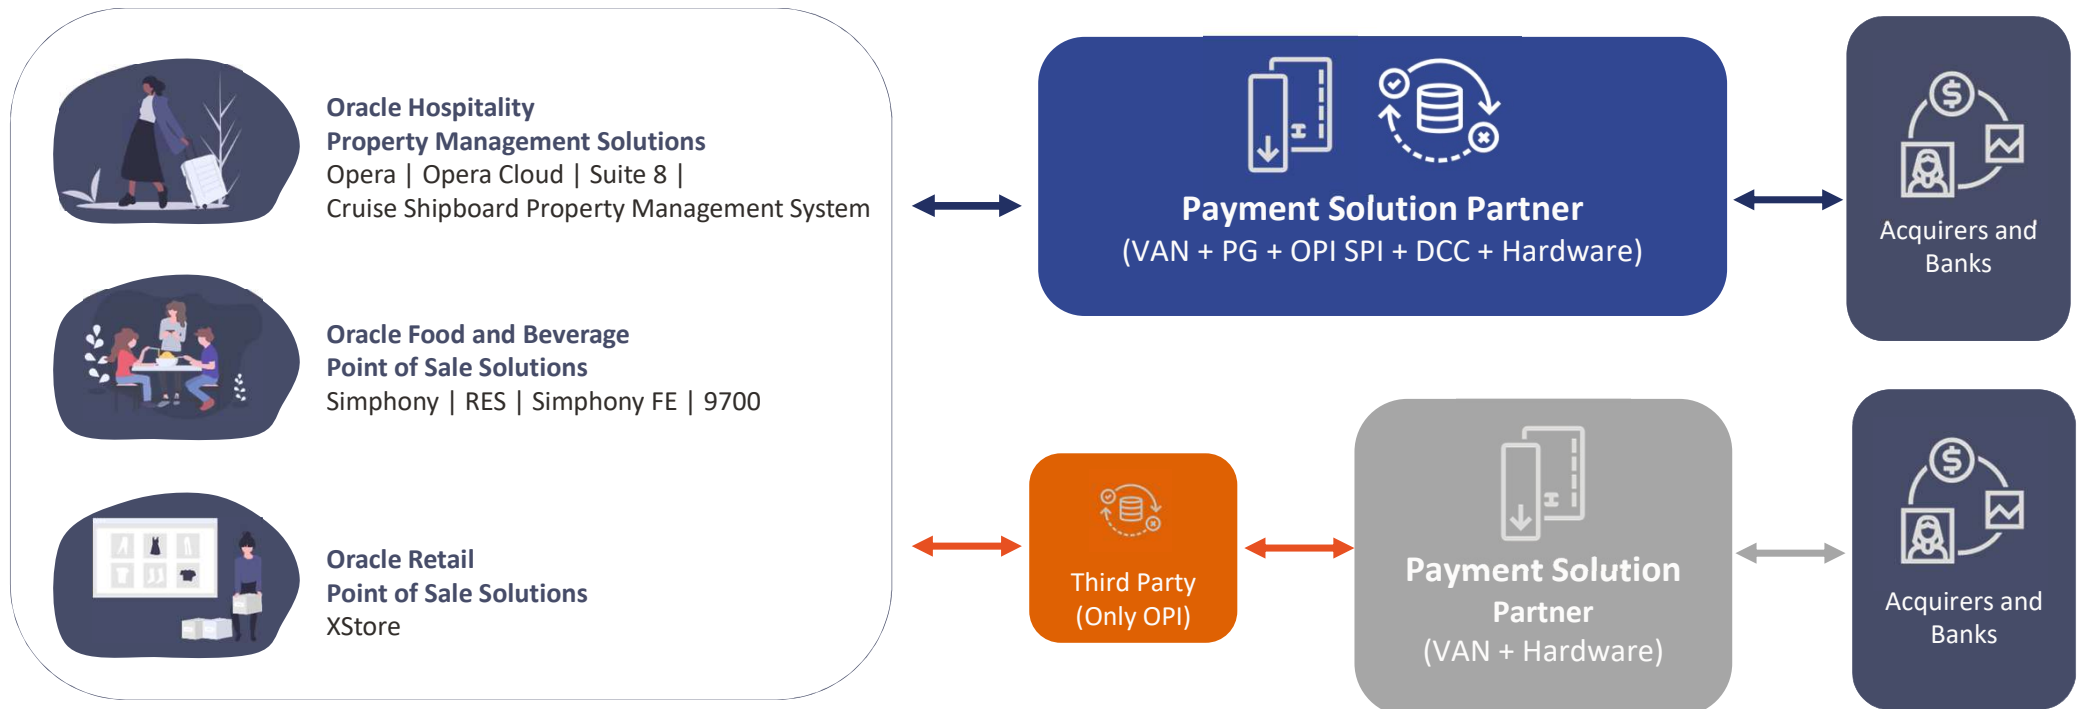 Oracle Hospitality
Property Management Solutions
Opera | Opera Cloud | Suite 8 |
Cruise Shipboard Property Management System
Oracle Food and Beverage
Point of Sale Solutions
Simphony | RES | Simphony FE | 9700
Oracle Retail
Point of Sale Solutions
XStore
Payment Solution Partner
(VAN + PG + OPI SPI + DCC + Hardware)
Acquirers and
Banks
Third Party
(Only OPI)
Payment Solution
Partner
(VAN + Hardware)
Acquirers and
Banks